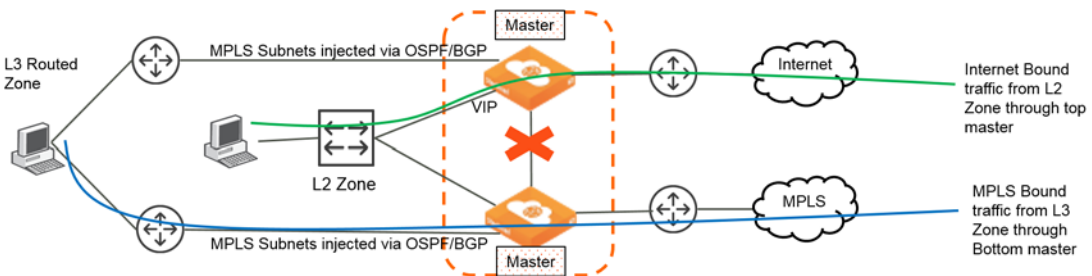 Master
L3 Routed
Zone
MPLS Subnets injected via OSPF/BGP
Internet
Internet Bound
traffic from L2
Zone through top
master
VIP
L2 Zone
MPLS
MPLS Bound
traffic from L3
Zone through
Bottom master
MPLS Subnets injected via OSPF/BGP
Master